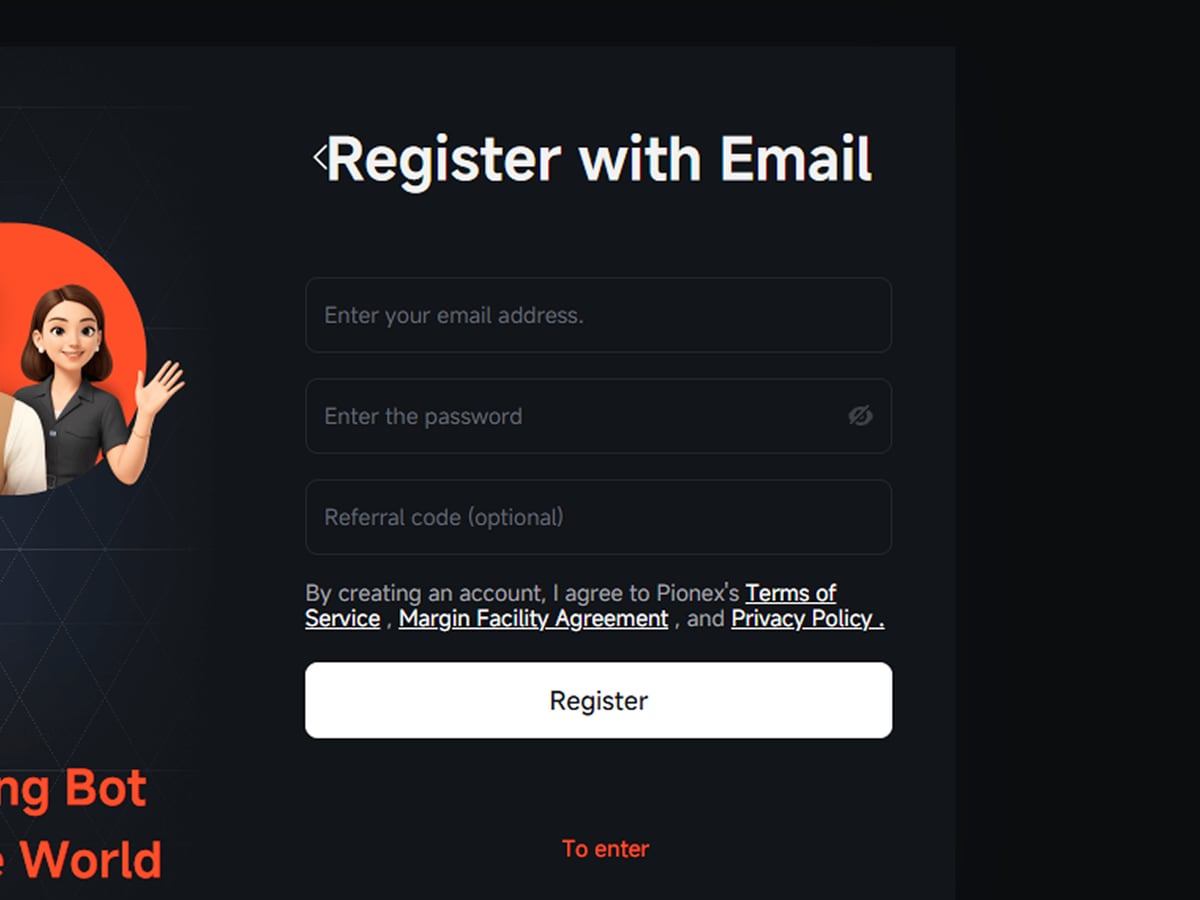 Register with Email
Enter your email address.
Enter the password
Referral code (optional)
By creating an account, I agree to Pionex's Terms of
Service , Margin Facility Agreement , and Privacy Policy .
Register
To enter
ng Bot
e World